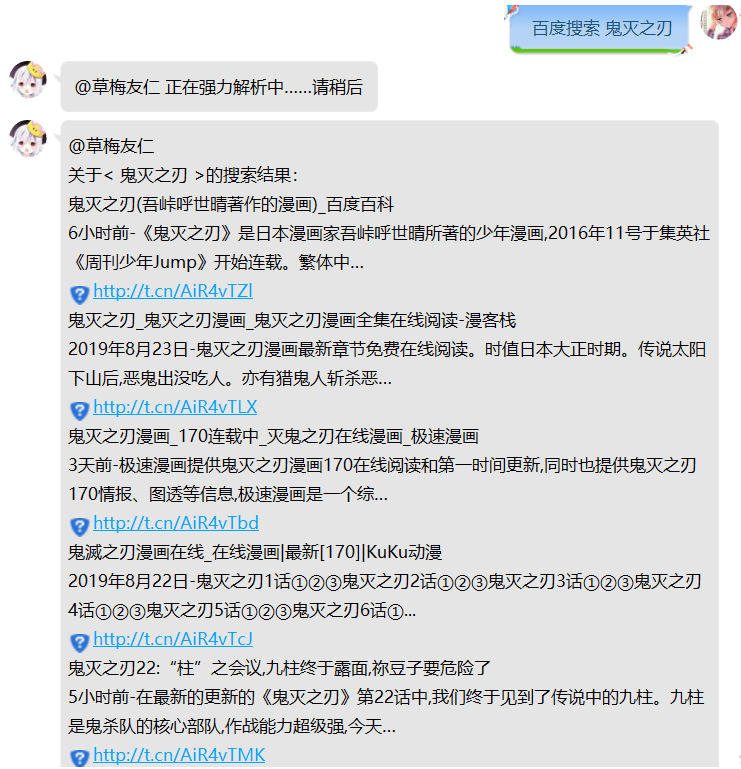 百度搜索 鬼灭之刃
@草梅友仁 正在强力解析中......请稍后
@草梅友仁
关于< 鬼灭之刃 >的搜索结果：
鬼灭之刃(吾峠呼世晴著作的漫画)_百度百科
6小时前-《鬼灭之刃》是日本漫画家吾峠呼世晴所著的少年漫画,2016年11号于集英社
《周刊少年Jump》开始连载。繁体中...
http://t.cn/AiR4vTZl
鬼灭之刃_鬼灭之刃漫画_鬼灭之刃漫画全集在线阅读-漫客栈
2019年8月23日-鬼灭之刃漫画最新章节免费在线阅读。时值日本大正时期。传说太阳
下山后,恶鬼出没吃人。亦有猎鬼人斩杀恶...
http://t.cn/AiR4vTLX
鬼灭之刃漫画_170连载中_灭鬼之刃在线漫画_极速漫画
3天前-极速漫画提供鬼灭之刃漫画170在线阅读和第一时间更新,同时也提供鬼灭之刃
170情报、图透等信息,极速漫画是一个综...
http://t.cn/AiR4vTbd
鬼滅之刃漫画在线_在线漫画|最新[170]|KuKu动漫
2019年8月22日-鬼灭之刃1话①②③鬼灭之刃2话①②③鬼灭之刃3话①②③鬼灭之刃
4话①②③鬼灭之刃5话①②③鬼灭之刃6话①...
http://t.cn/AiR4vTcJ
鬼灭之刃22:“柱”之会议,九柱终于露面,祢豆子要危险了
5小时前-在最新的更新的《鬼灭之刃》第22话中,我们终于见到了传说中的九柱。九柱
是鬼杀队的核心部队,作战能力超级强,今天...
http://t.cn/AiR4vTMK